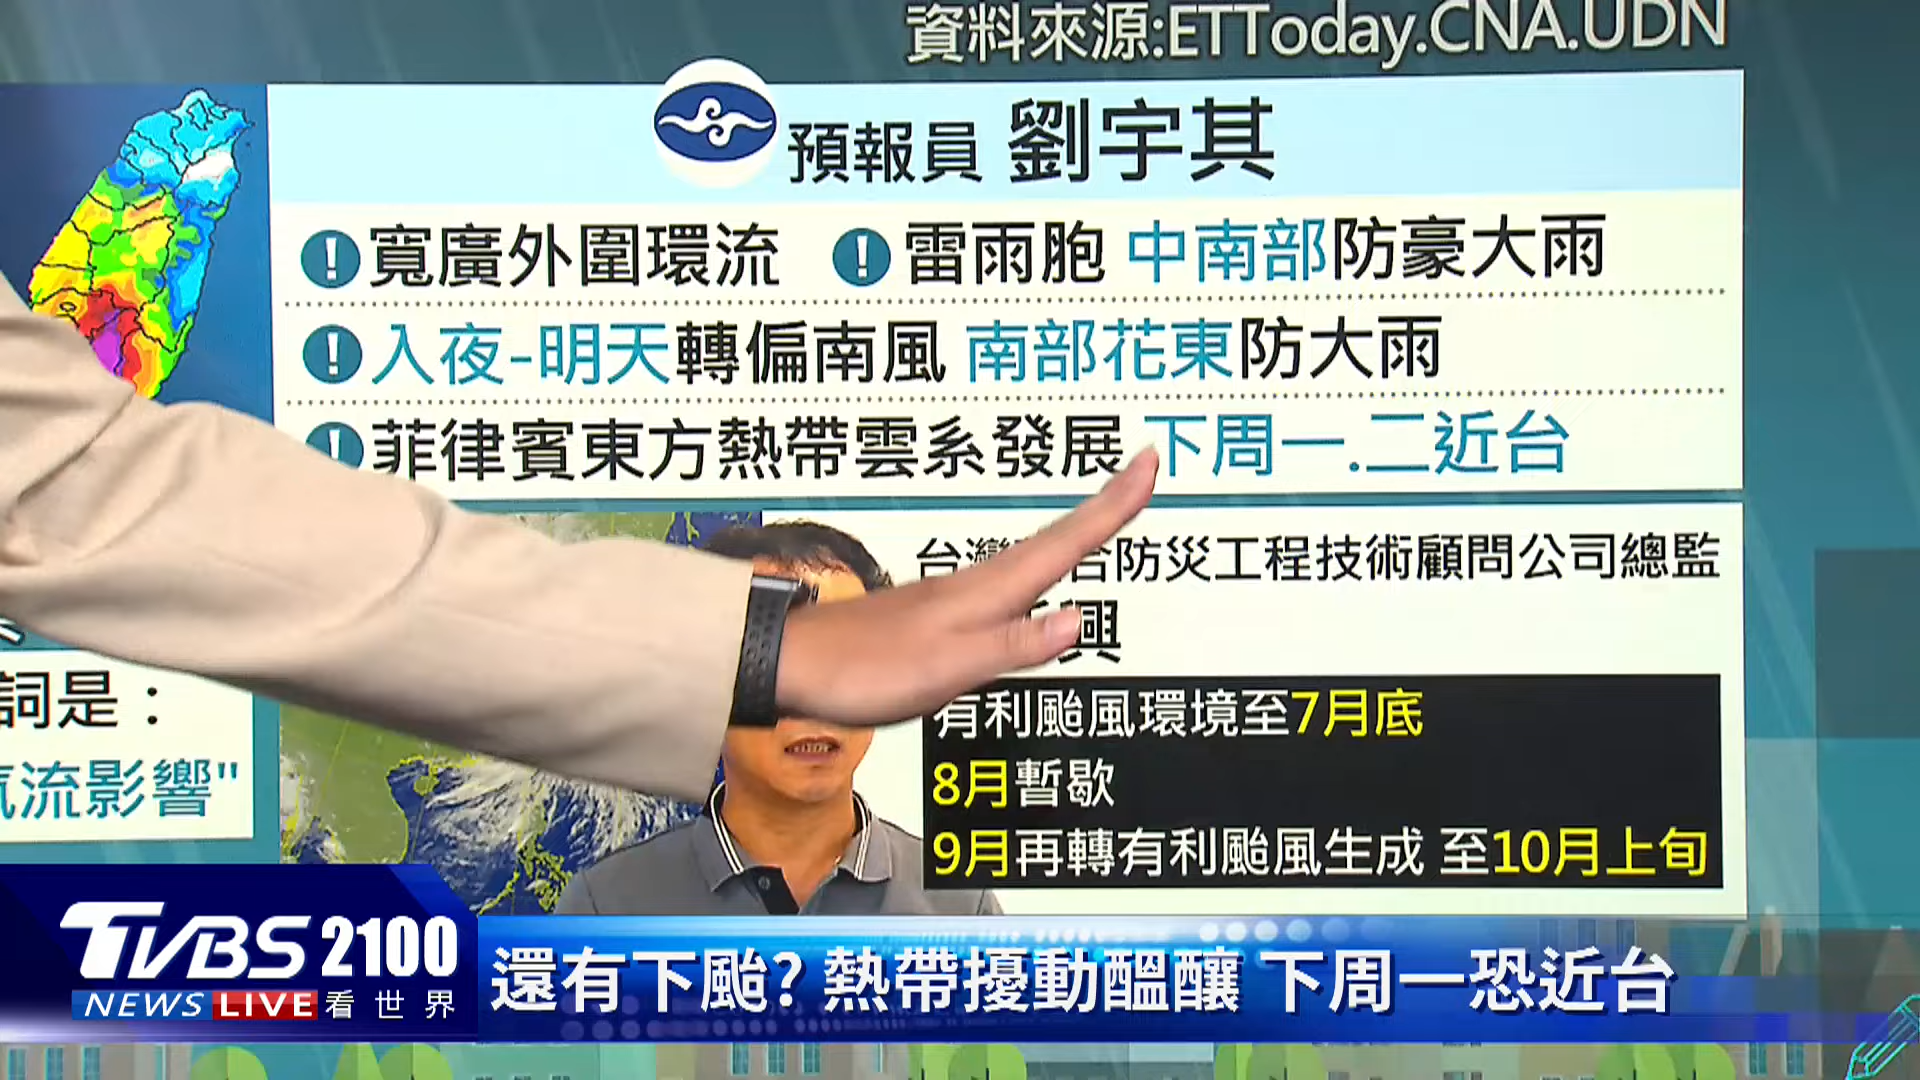 資料來源:ETToday.CNA.UDN
預報員 劉宇其
! 寬廣外圍環流 ! 雷雨胞 中南部防豪大雨
! 入夜-明天轉偏南風 南部花東防大雨
! 菲律賓東方熱帶雲系發展 下周一.二近台
防災工程技術顧問公司總監
興
詞是：
流影響"
有利颱風環境至7月底
8月暫歇
9月再轉有利颱風生成 至10月上旬
TVBS 2100
NEWS LIVE 看世界
還有下颱? 熱帶擾動醞釀 下周一恐近台